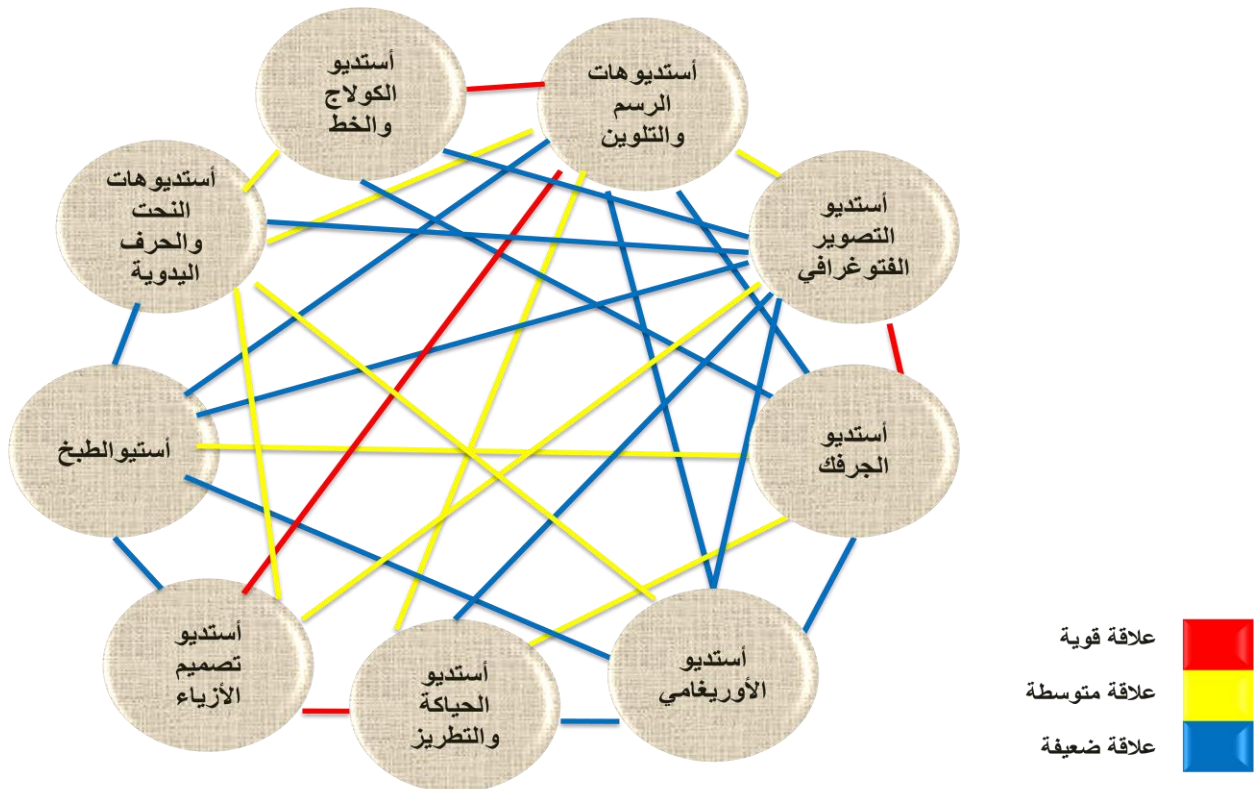 أستديو
الكولاج
والخط
أستديوهات
الرسم
والتلوين
أستديوهات
النحت
والحرف
اليدوية
أستديو
التصوير
الفتوغرافي
أستيوالطبخ
أستديو
الجرفك
أستديو
تصميم
الأزياء
أستديو
الحياكة
والتطريز
أستديو
الأوريغامي
علاقة قوية
علاقة متوسطة
علاقة ضعيفة